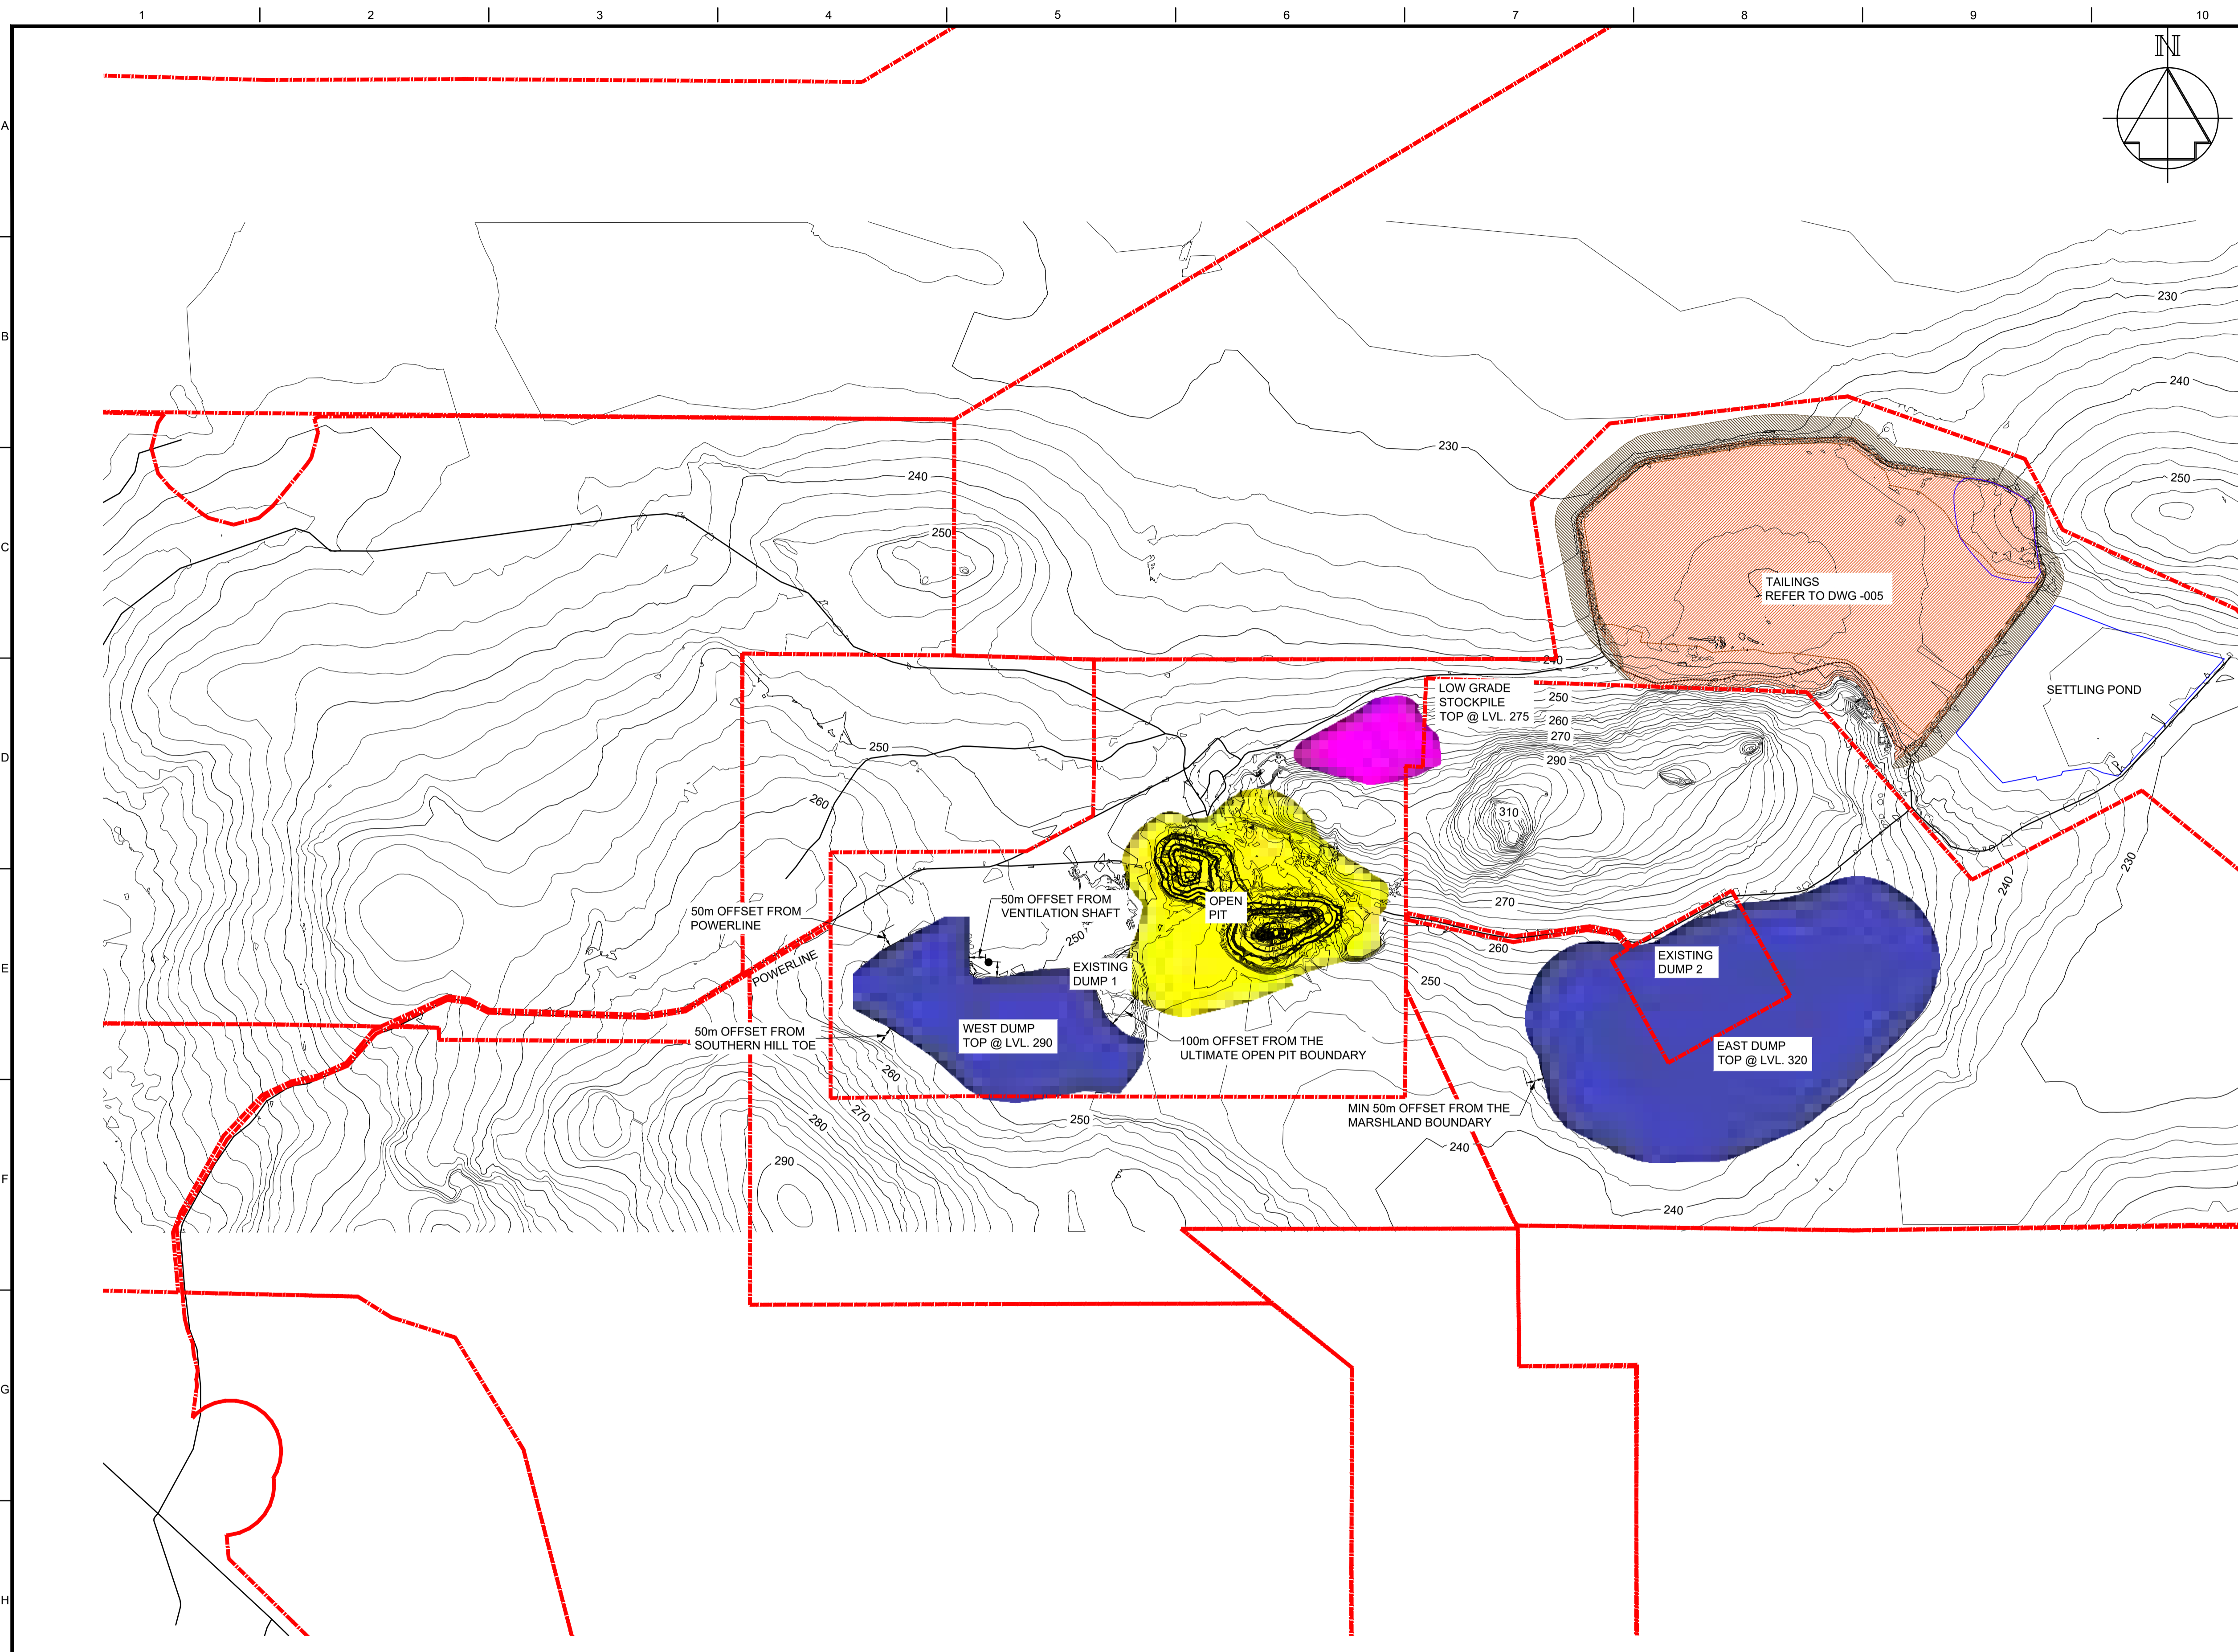 1 2 3 4 5 6 7 8 9 10
N
A
B
C
D
E
F
G
H
230
240
250
230
240
250
TAILINGS
REFER TO DWG -005
SETTLING POND
240
LOW GRADE
STOCKPILE
TOP @ LVL. 275
250
260
270
290
310
250
260
270
260
250
240
230
50m OFFSET FROM
POWERLINE
50m OFFSET FROM
VENTILATION SHAFT
250
OPEN
PIT
POWERLINE
EXISTING
DUMP 1
EXISTING
DUMP 2
50m OFFSET FROM
SOUTHERN HILL TOE
WEST DUMP
TOP @ LVL. 290
100m OFFSET FROM THE
ULTIMATE OPEN PIT BOUNDARY
EAST DUMP
TOP @ LVL. 320
MIN 50m OFFSET FROM THE
MARSHLAND BOUNDARY
260
270
280
290
250
240
240